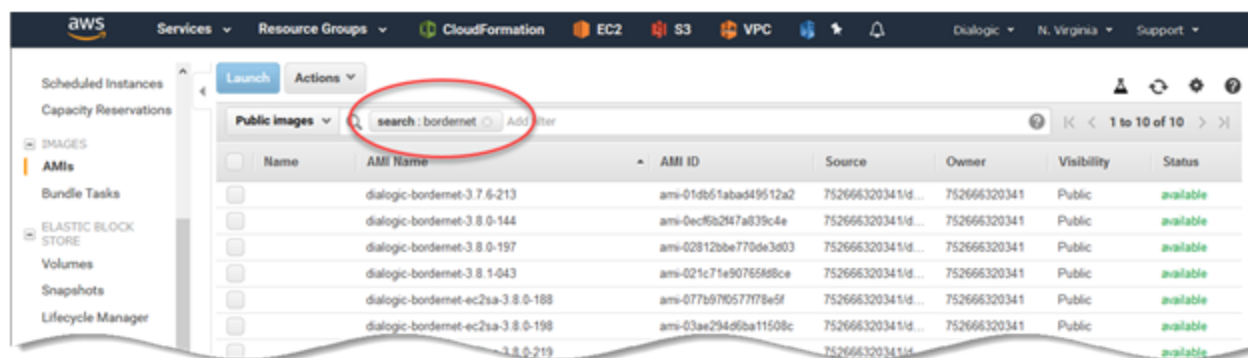 aws Services Resource Groups CloudFormation EC2 S3 VPC Dialogic N. Virginia Support
Scheduled Instances
Capacity Reservations
IMAGES
AMIs
Bundle Tasks
ELASTIC BLOCK
STORE
Volumes
Snapshots
Lifecycle Manager
Launch Actions
Public images search : bordernet Add filter 1 to 10 of 10
Name AMI Name AMI ID Source Owner Visibility Status
dialogic-bordernet-3.7.6-213 ami-01db51abad49512a2 752666320341/d... 752666320341 Public available
dialogic-bordernet-3.8.0-144 ami-0ecf6b2f47a839c4e 752666320341/d... 752666320341 Public available
dialogic-bordernet-3.8.0-197 ami-02812bbe770de3d03 752666320341/d... 752666320341 Public available
dialogic-bordernet-3.8.1-043 ami-021c71e90765fd8ce 752666320341/d... 752666320341 Public available
dialogic-bordernet-ec2sa-3.8.0-188 ami-077b97f0577f78e5f 752666320341/d... 752666320341 Public available
dialogic-bordernet-ec2sa-3.8.0-198 ami-03ae294d6ba11508c 752666320341/d... 752666320341 Public available
-3.8.0-219 752666320341/d... available